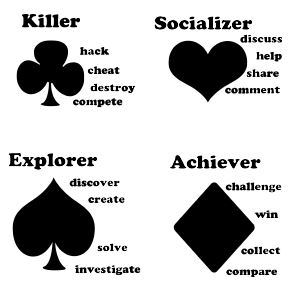 Killer
hack
cheat
destroy
compete
Socializer
discuss
help
share
comment
Explorer
discover
create
solve
investigate
Achiever
challenge
win
collect
compare